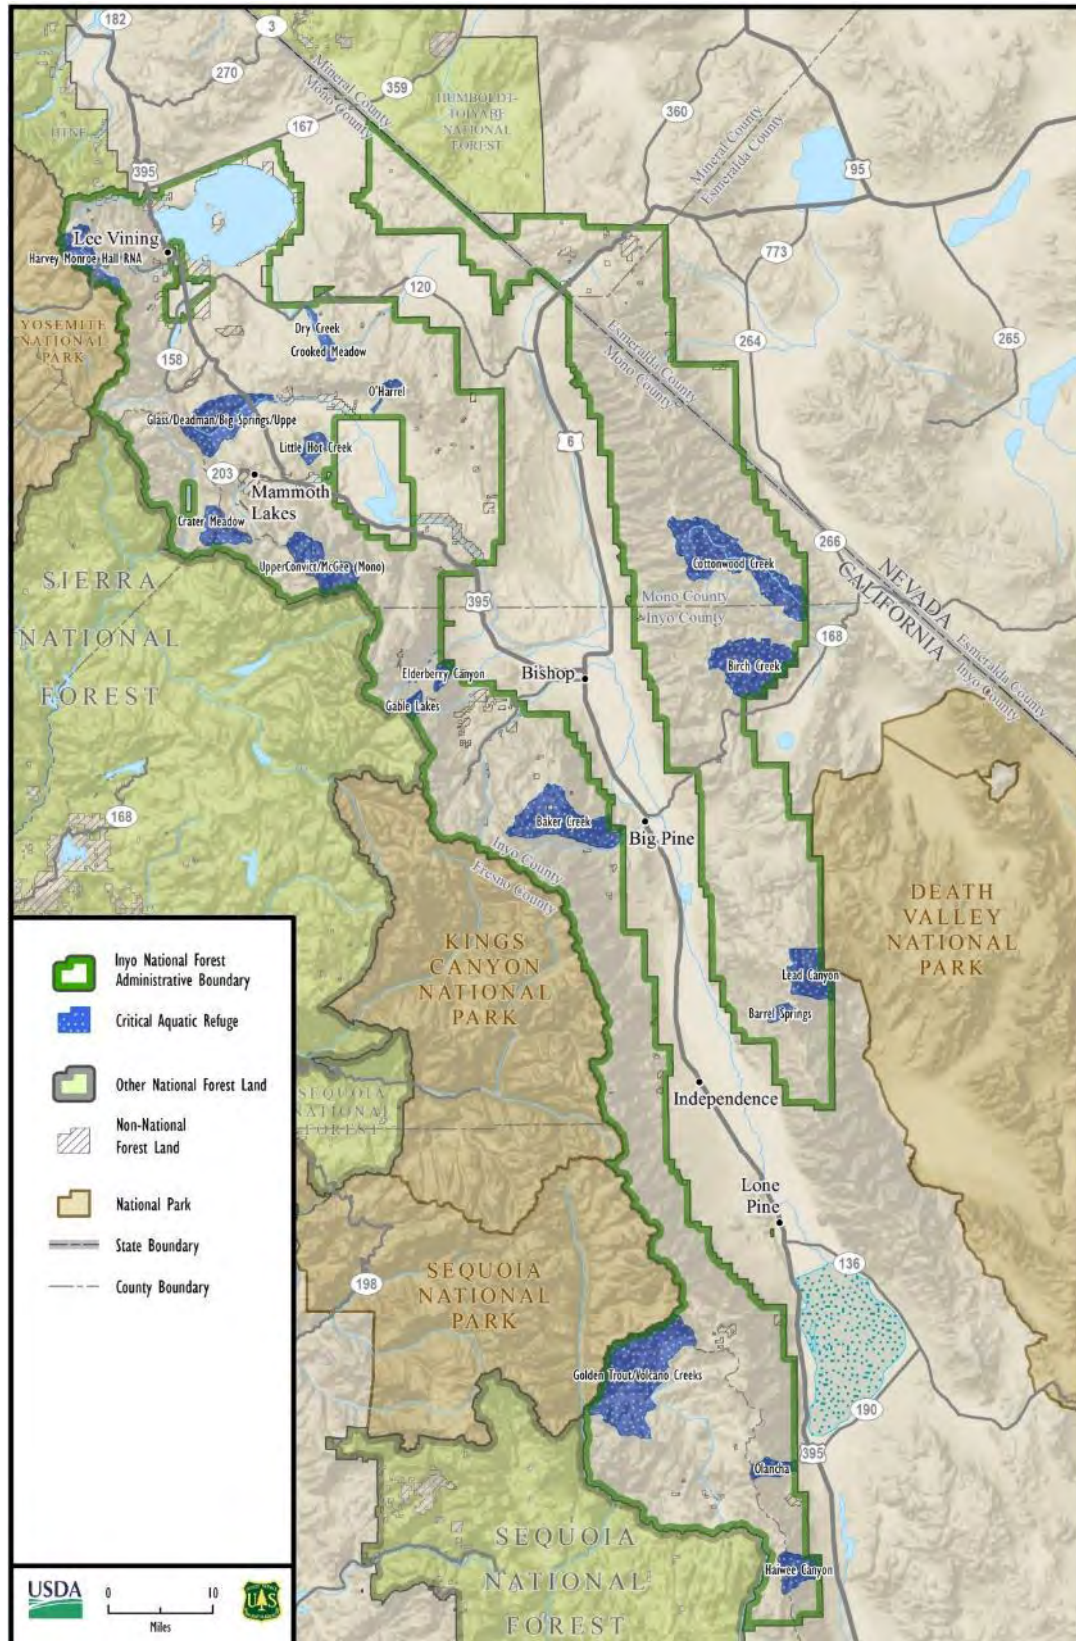 182
3
270
359
Mineral County
Mono County
HUMBOLDT-
TOIYABE
NATIONAL
FOREST
360
Mineral County
Esmeralda County
HTNF
167
395
95
Lee Vining
Harvey Monroe Hall RNA
773
120
YOSEMITE
NATIONAL
PARK
Dry Creek
Crooked Meadow
158
264
265
Esmeralda County
Mono County
O'Harrel
Glass/Deadman/Big Springs/Uppe
6
Little Hot Creek
203
Mammoth
Lakes
Crater Meadow
UpperConvict/McGee (Mono)
266
Cottonwood Creek
NEVADA
CALIFORNIA
SIERRA
NATIONAL
FOREST
395
Mono County
Inyo County
168
Esmeralda County
Inyo County
Elderberry Canyon
Gable Lakes
Bishop
Birch Creek
168
Baker Creek
Big Pine
Inyo County
Fresno County
KINGS
CANYON
NATIONAL
PARK
DEATH
VALLEY
NATIONAL
PARK
Lead Canyon
Barrel Springs
SEQUOIA
NATIONAL
FOREST
Independence
Lone
Pine
136
198
SEQUOIA
NATIONAL
PARK
Golden Trout/Volcano Creeks
190
395
Olancha
SEQUOIA
NATIONAL
FOREST
Haiwee Canyon
Inyo National Forest
Administrative Boundary
Critical Aquatic Refuge
Other National Forest Land
Non-National
Forest Land
National Park
State Boundary
County Boundary
USDA
0 10
Miles
U S